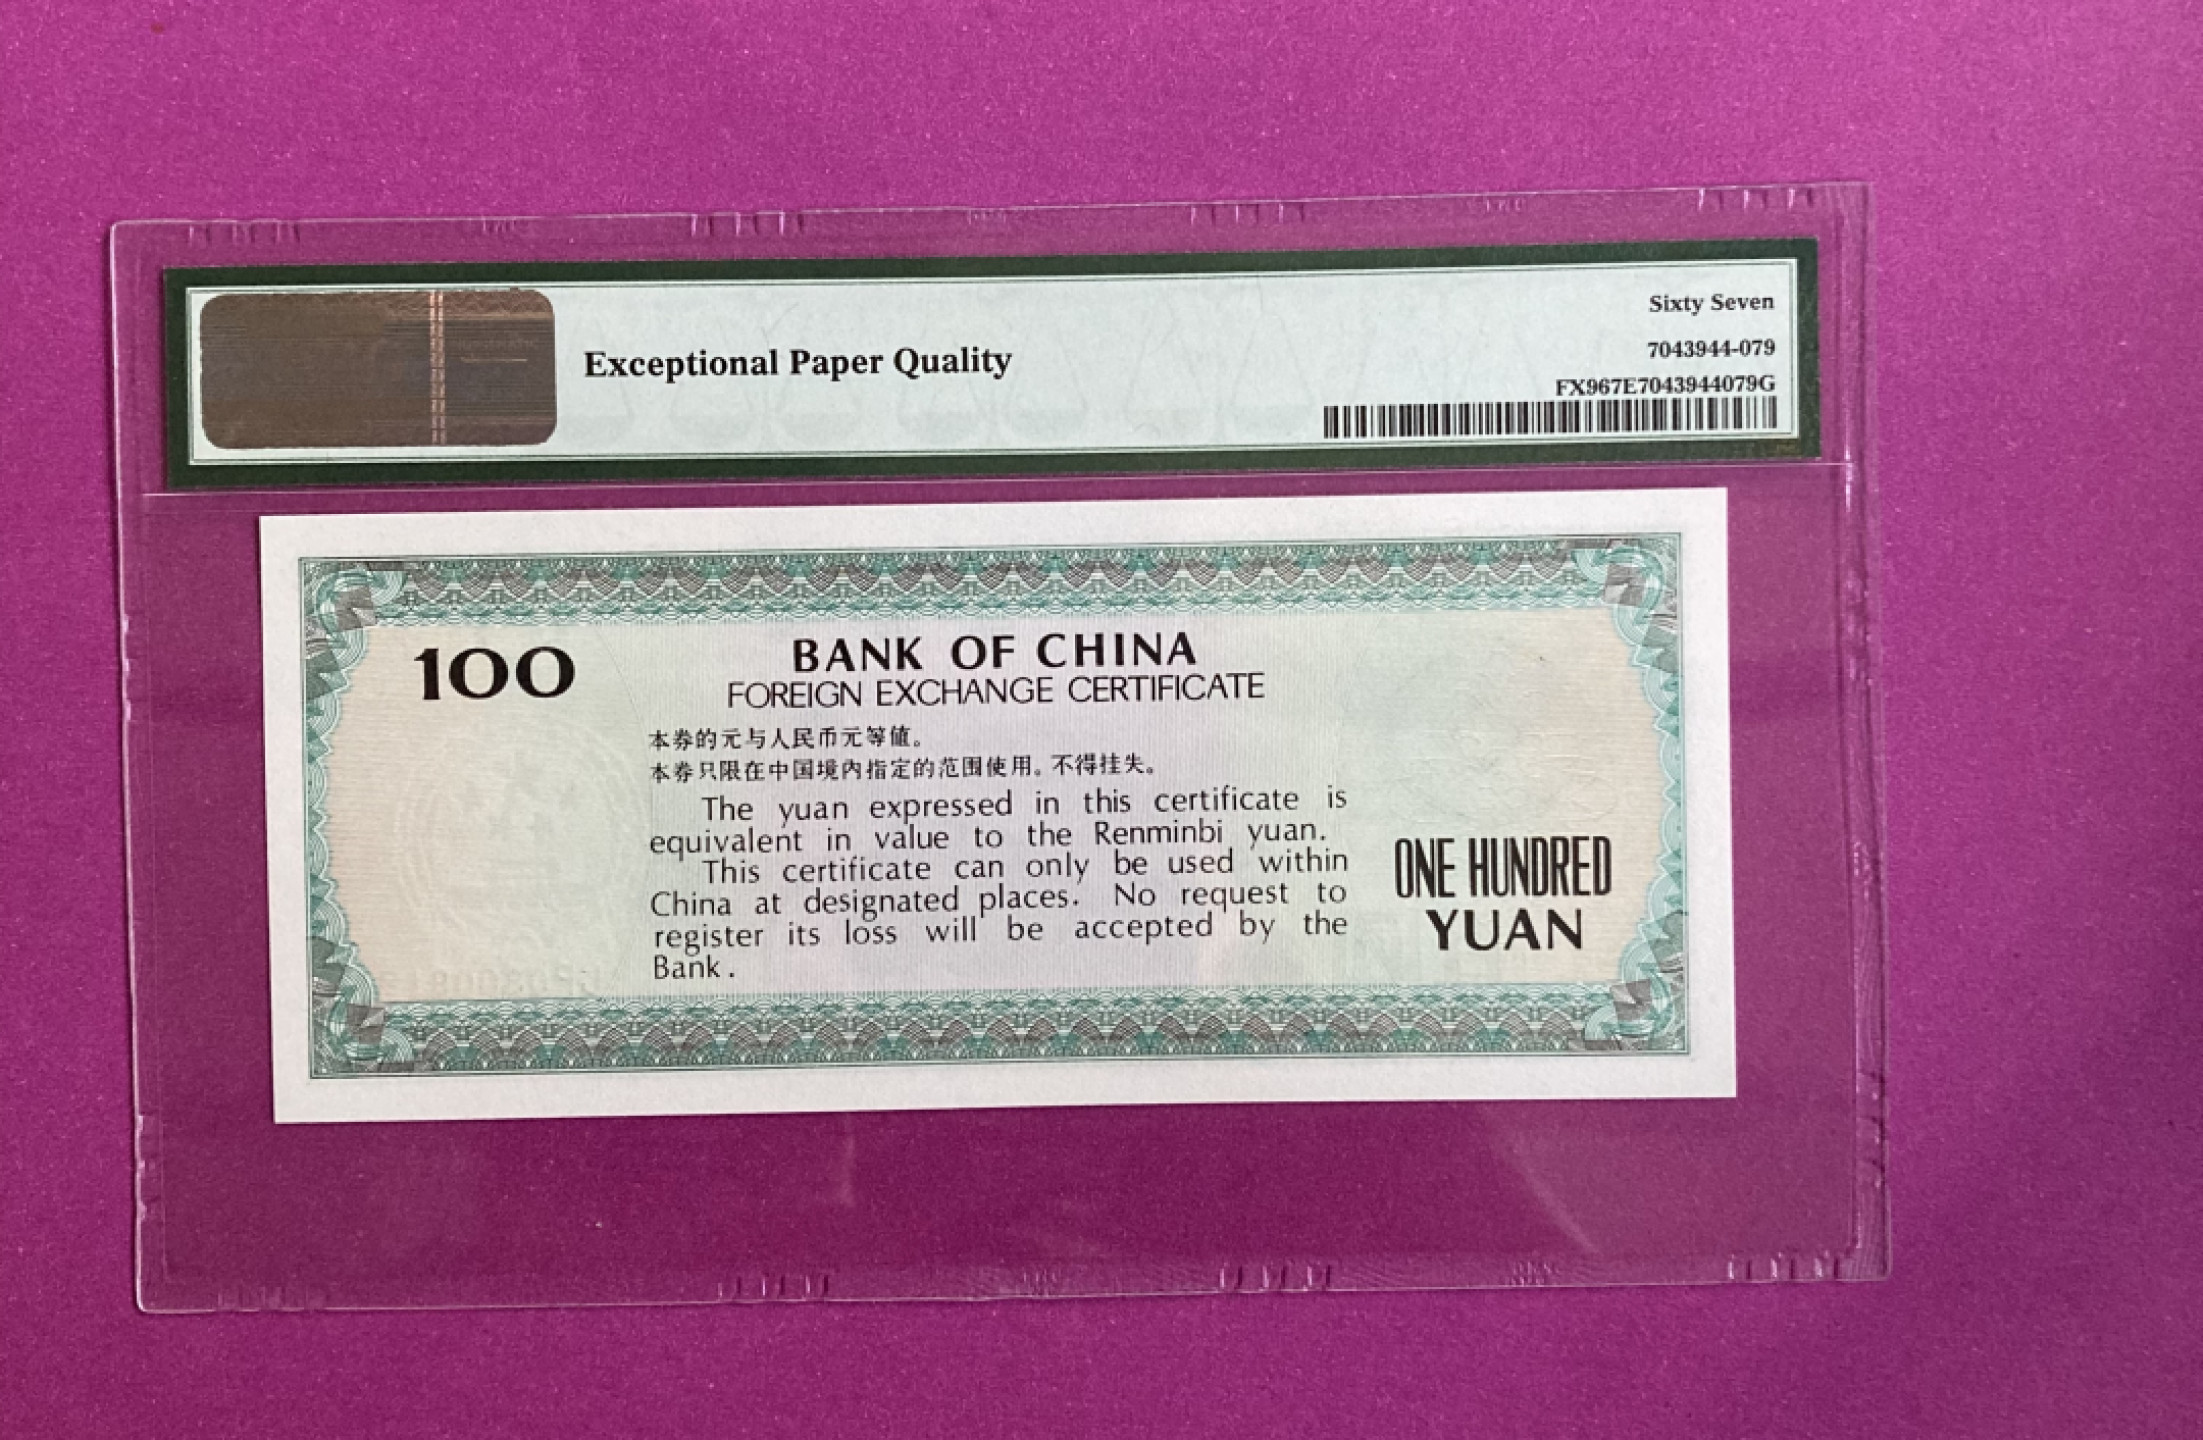 Exceptional Paper Quality
Sixty Seven
7043944-079
FX967E7043944079G
100
BANK OF CHINA
FOREIGN EXCHANGE CERTIFICATE
本券的元与人民币元等值。
本券只限在中国境内指定的范围使用。不得挂失。
The yuan expressed in this certificate is
equivalent in value to the Renminbi yuan.
This certificate can only be used within
China at designated places. No request to
register its loss will be accepted by the
Bank.
ONE HUNDRED
YUAN